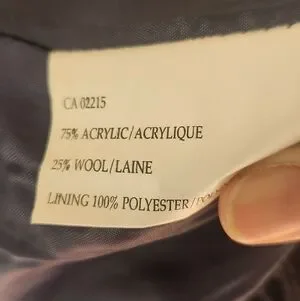 CA 02215
75% ACRYLIC/ACRYLIQUE
25% WOOL/LAINE
LINING 100% POLYESTER/